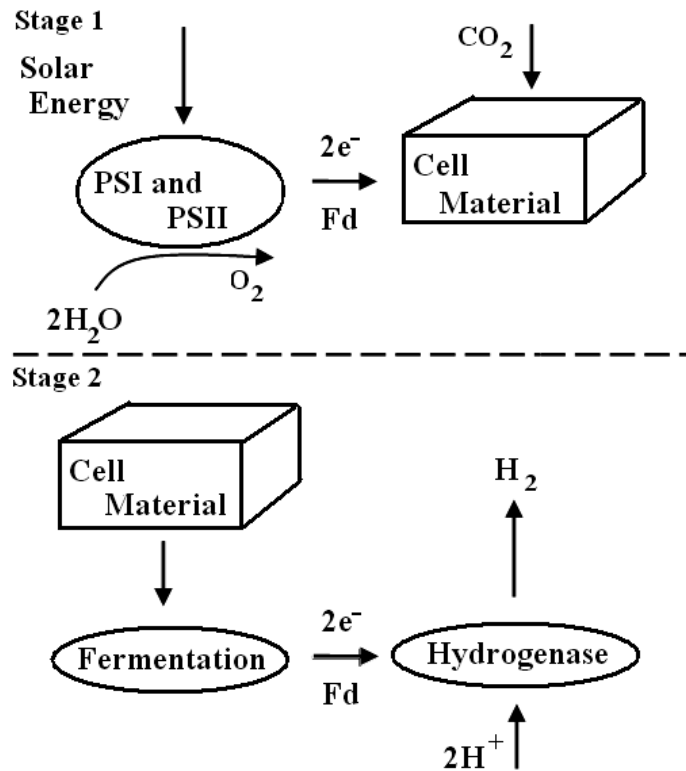 Stage 1
Solar
Energy
CO₂
PSI and
PSII
2e⁻
Fd
Cell
Material
O₂
2H₂O
Stage 2
Cell
Material
H₂
Fermentation
2e⁻
Fd
Hydrogenase
2H⁺